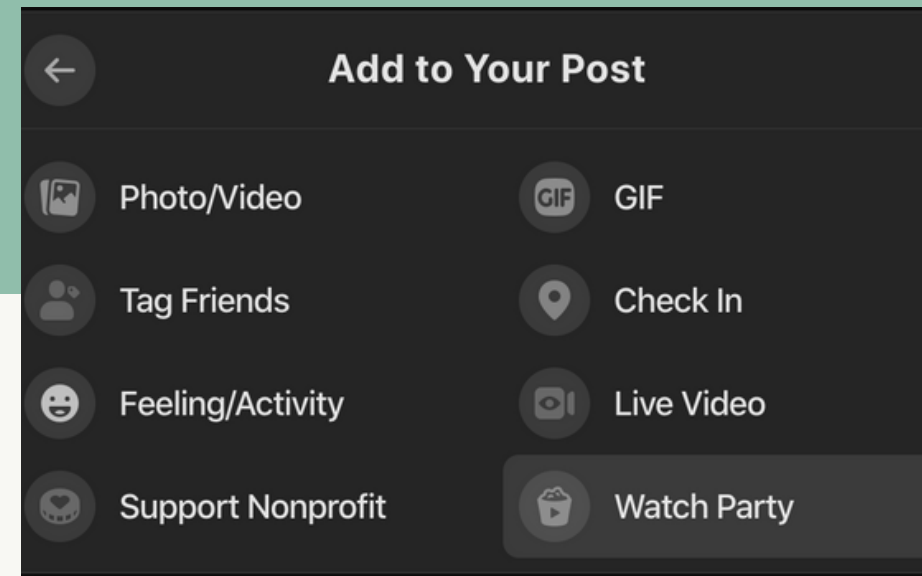 Add to Your Post
Photo/Video
GIF
GIF
Tag Friends
Check In
Feeling/Activity
Live Video
Support Nonprofit
Watch Party